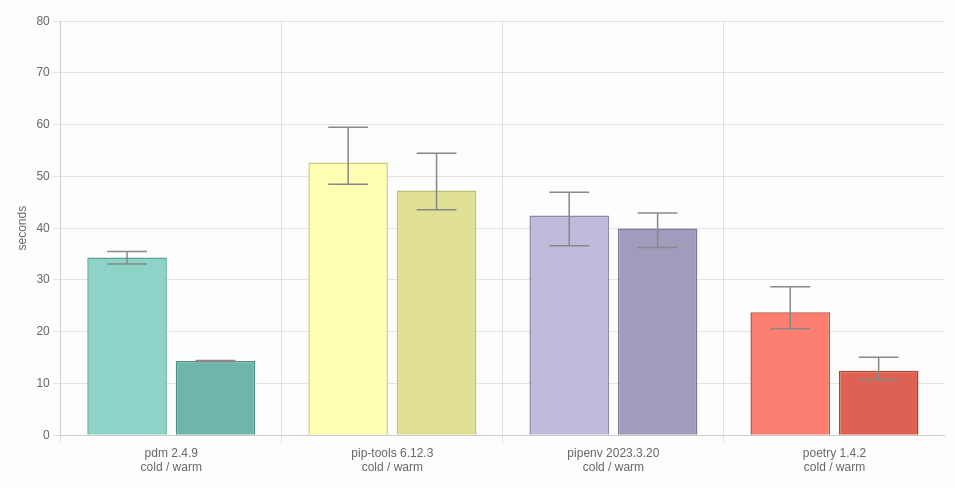 80
70
60
50
40
30
20
10
0
seconds
pdm 2.4.9
cold / warm
pip-tools 6.12.3
cold / warm
pipenv 2023.3.20
cold / warm
poetry 1.4.2
cold / warm